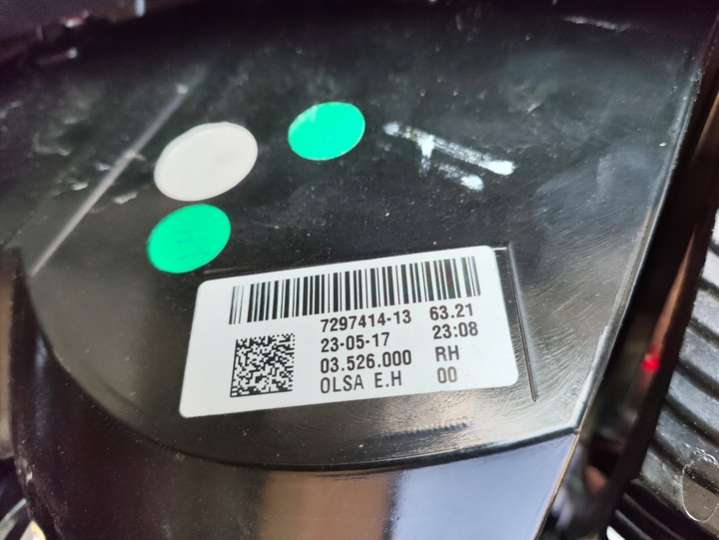 7297414-13 63.21
23-05-17 23:08
03.526.000 RH
OLSA E.H 00